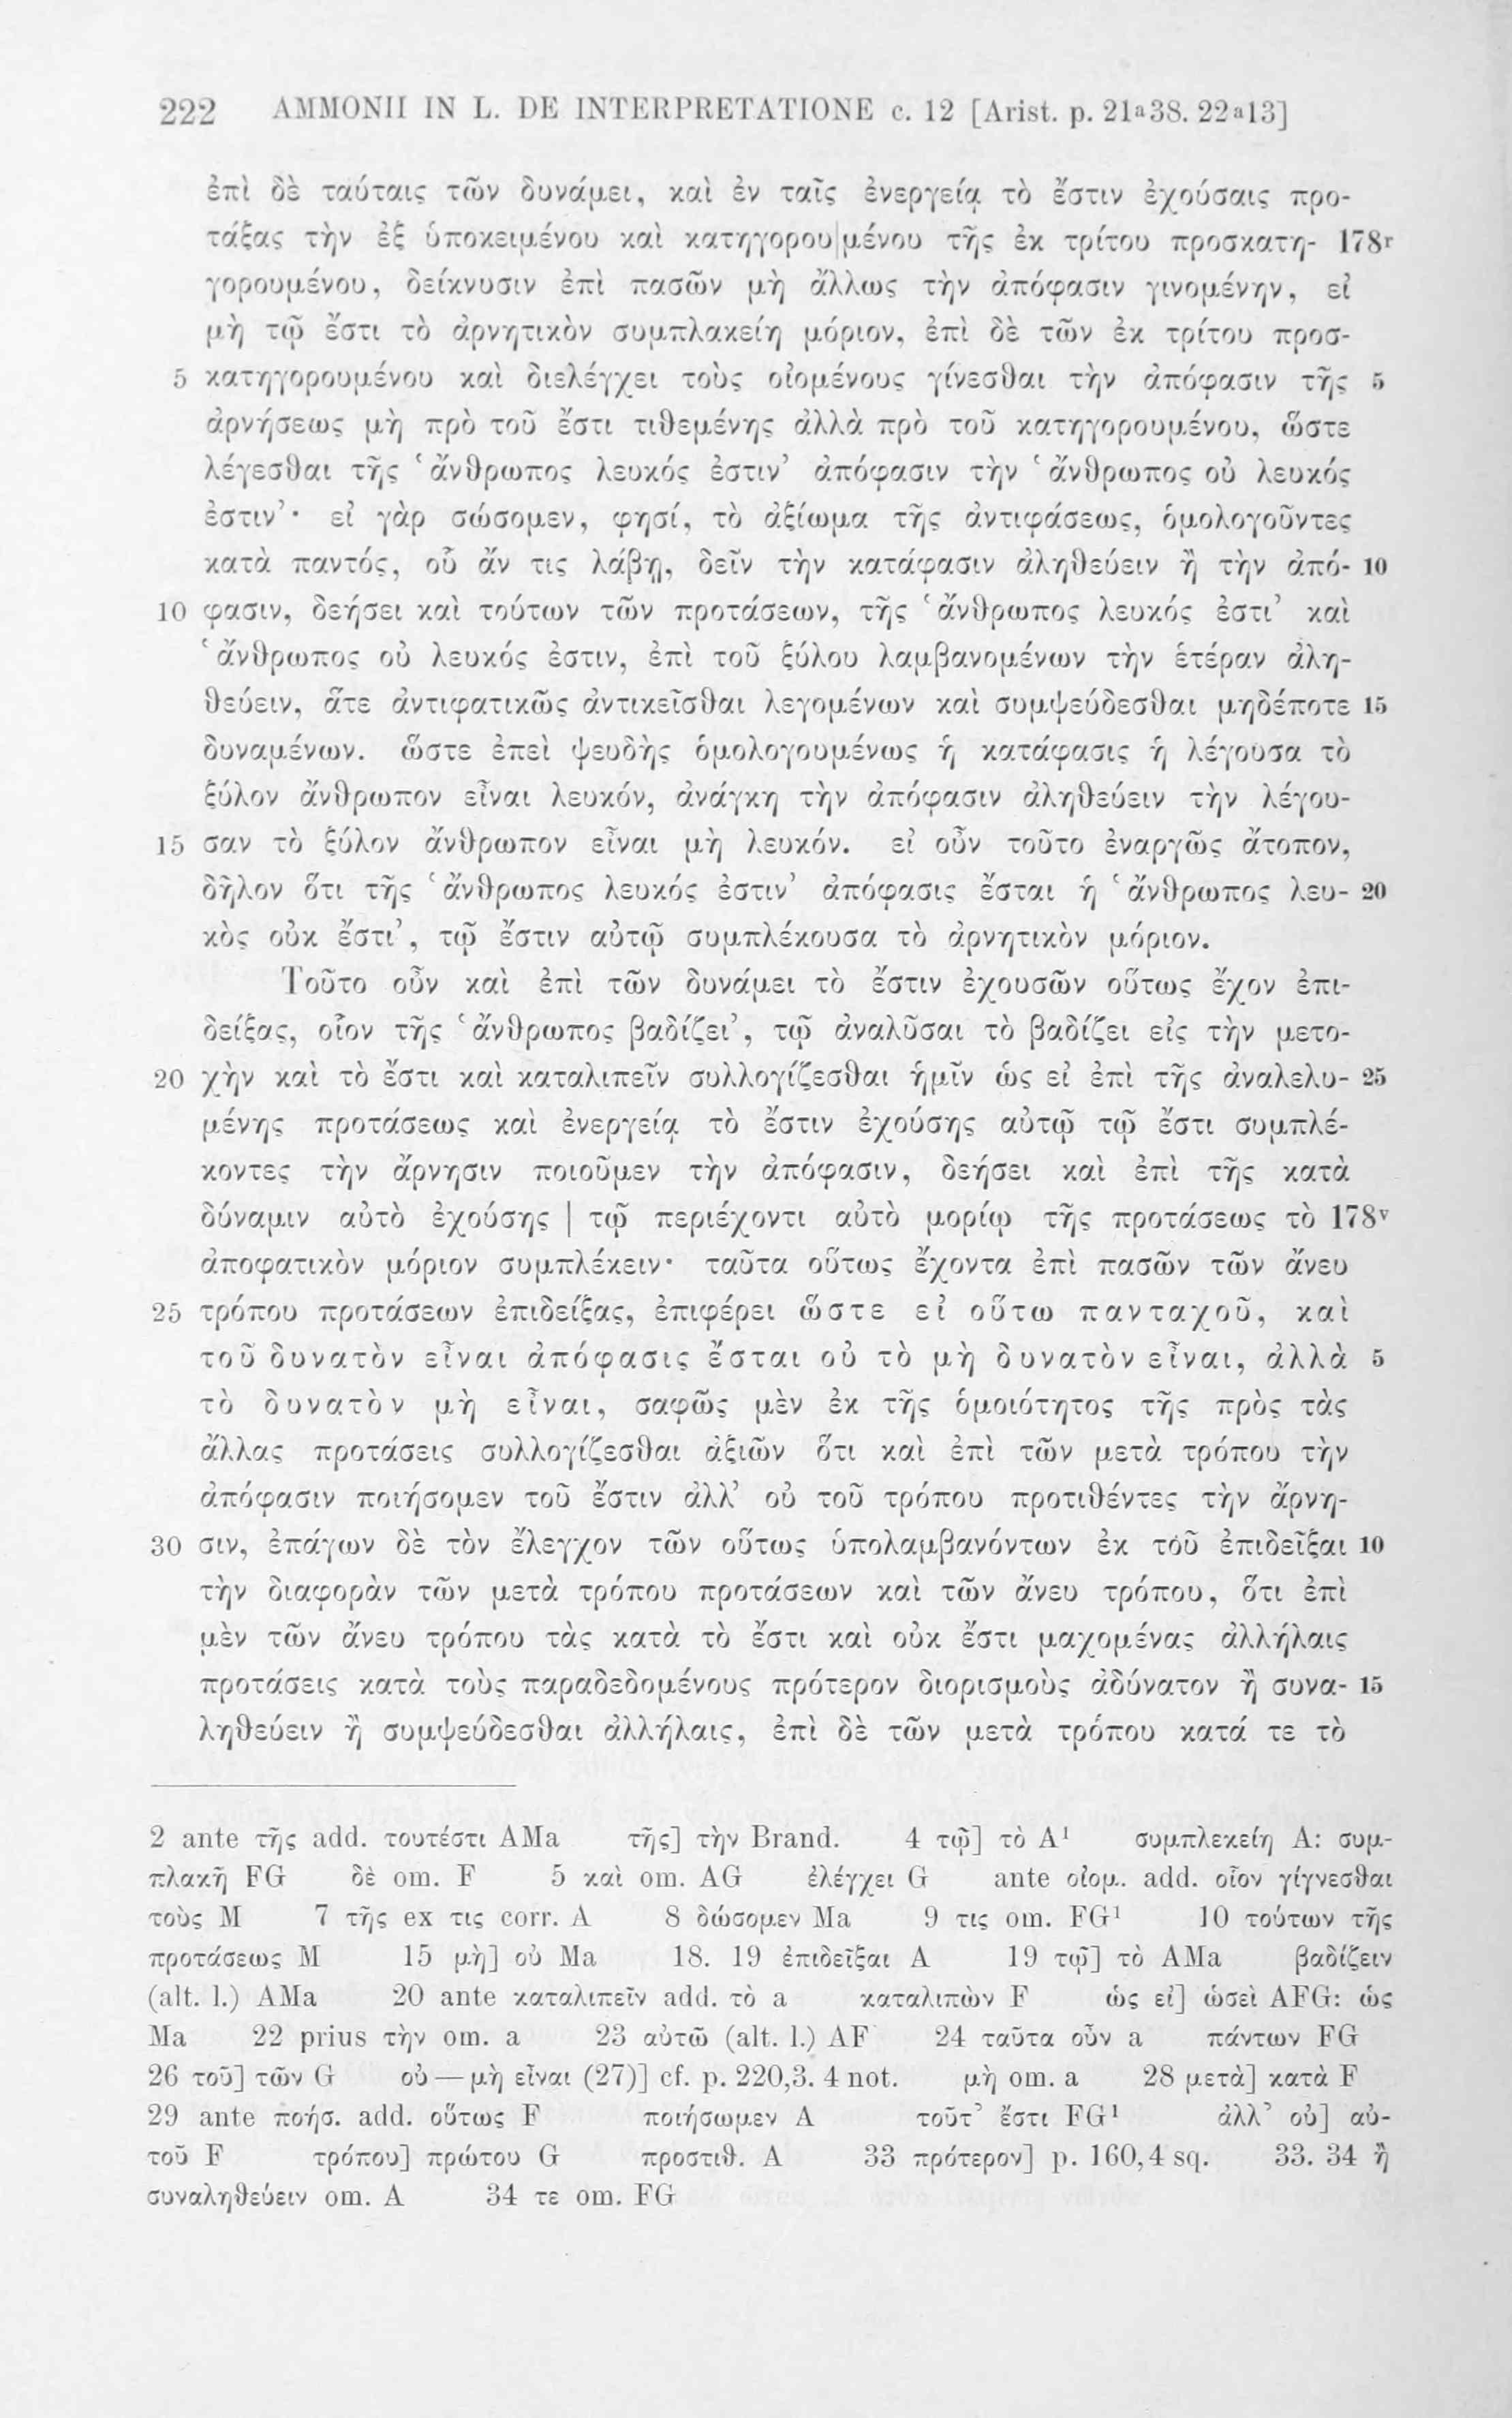 222 AMMONII IN L. DE INTERPRETATIONE c. 12 [Arist. p. 21a38. 22a13]
ἐπὶ δὲ ταύταις τῶν δυνάμει, καὶ ἐν ταῖς ἐνεργείᾳ τὸ ἔστιν ἐχούσαις προ-
τάξας τὴν ἐξ ὑποκειμένου καὶ κατηγορου|μένου τῆς ἐκ τρίτου προσκατη- 178r
γορουμένου, δείκνυσιν ἐπὶ πασῶν μὴ ἄλλως τὴν ἀπόφασιν γινομένην, εἰ
μὴ τῷ ἔστι τὸ ἀρνητικὸν συμπλακείη μόριον, ἐπὶ δὲ τῶν ἐκ τρίτου προσ-
5 κατηγορουμένου καὶ διελέγχει τοὺς οἰομένους γίνεσθαι τὴν ἀπόφασιν τῆς 5
ἀρνήσεως μὴ πρὸ τοῦ ἔστι τιθεμένης ἀλλὰ πρὸ τοῦ κατηγορουμένου, ὥστε
λέγεσθαι τῆς ‘ἄνθρωπος λευκός ἐστιν’ ἀπόφασιν τὴν ‘ἄνθρωπος οὐ λευκός
ἐστιν’· εἰ γὰρ σώσομεν, φησί, τὸ ἀξίωμα τῆς ἀντιφάσεως, ὁμολογοῦντες
κατὰ παντός, οὗ ἄν τις λάβῃ, δεῖν τὴν κατάφασιν ἀληθεύειν ἢ τὴν ἀπό- 10
10 φασιν, δεήσει καὶ τούτων τῶν προτάσεων, τῆς ‘ἄνθρωπος λευκός ἐστι’ καὶ
‘ἄνθρωπος οὐ λευκός ἐστιν, ἐπὶ τοῦ ξύλου λαμβανομένων τὴν ἑτέραν ἀλη-
θεύειν, ἅτε ἀντιφατικῶς ἀντικεῖσθαι λεγομένων καὶ συμψεύδεσθαι μηδέποτε 15
δυναμένων. ὥστε ἐπεὶ ψευδὴς ὁμολογουμένως ἡ κατάφασις ἡ λέγουσα τὸ
ξύλον ἄνθρωπον εἶναι λευκόν, ἀνάγκη τὴν ἀπόφασιν ἀληθεύειν τὴν λέγου-
15 σαν τὸ ξύλον ἄνθρωπον εἶναι μὴ λευκόν. εἰ οὖν τοῦτο ἐναργῶς ἄτοπον,
δῆλον ὅτι τῆς ‘ἄνθρωπος λευκός ἐστιν’ ἀπόφασις ἔσται ἡ ‘ἄνθρωπος λευ- 20
κὸς οὐκ ἔστι’, τῷ ἔστιν αὐτῷ συμπλέκουσα τὸ ἀρνητικὸν μόριον.
Τοῦτο οὖν καὶ ἐπὶ τῶν δυνάμει τὸ ἔστιν ἐχουσῶν οὕτως ἔχον ἐπι-
δείξας, οἷον τῆς ‘ἄνθρωπος βαδίζει’, τῷ ἀναλῦσαι τὸ βαδίζει εἰς τὴν μετο-
20 χὴν καὶ τὸ ἔστι καὶ καταλιπεῖν συλλογίζεσθαι ἡμῖν ὡς εἰ ἐπὶ τῆς ἀναλελυ- 25
μένης προτάσεως καὶ ἐνεργείᾳ τὸ ἔστιν ἐχούσης αὐτῷ τῷ ἔστι συμπλέ-
κοντες τὴν ἄρνησιν ποιοῦμεν τὴν ἀπόφασιν, δεήσει καὶ ἐπὶ τῆς κατὰ
δύναμιν αὐτὸ ἐχούσης | τῷ περιέχοντι αὐτὸ μορίῳ τῆς προτάσεως τὸ 178v
ἀποφατικὸν μόριον συμπλέκειν· ταῦτα οὕτως ἔχοντα ἐπὶ πασῶν τῶν ἄνευ
25 τρόπου προτάσεων ἐπιδείξας, ἐπιφέρει ὥστε εἰ οὕτω πανταχοῦ, καὶ
τοῦ δυνατὸν εἶναι ἀπόφασις ἔσται οὐ τὸ μὴ δυνατὸν εἶναι, ἀλλὰ 5
τὸ δυνατὸν μὴ εἶναι, σαφῶς μὲν ἐκ τῆς ὁμοιότητος τῆς πρὸς τὰς
ἄλλας προτάσεις συλλογίζεσθαι ἀξιῶν ὅτι καὶ ἐπὶ τῶν μετὰ τρόπου τὴν
ἀπόφασιν ποιήσομεν τοῦ ἔστιν ἀλλ’ οὐ τοῦ τρόπου προτιθέντες τὴν ἄρνη-
30 σιν, ἐπάγων δὲ τὸν ἔλεγχον τῶν οὕτως ὑπολαμβανόντων ἐκ τοῦ ἐπιδεῖξαι 10
τὴν διαφορὰν τῶν μετὰ τρόπου προτάσεων καὶ τῶν ἄνευ τρόπου, ὅτι ἐπὶ
μὲν τῶν ἄνευ τρόπου τὰς κατὰ τὸ ἔστι καὶ οὐκ ἔστι μαχομένας ἀλλήλαις
προτάσεις κατὰ τοὺς παραδεδομένους πρότερον διορισμοὺς ἀδύνατον ἢ συνα- 15
ληθεύειν ἢ συμψεύδεσθαι ἀλλήλαις, ἐπὶ δὲ τῶν μετὰ τρόπου κατά τε τὸ
2 ante τῆς add. τουτέστι AMa τῆς] τὴν Brand. 4 τῷ] τὸ A¹ συμπλεκείη A: συμ-
πλακῇ FG δὲ om. F 5 καὶ om. AG ἐλέγχει G ante οἰομ. add. οἷον γίγνεσθαι
τοὺς M 7 τῆς ex τις corr. A 8 δώσομεν Ma 9 τις om. FG¹ 10 τούτων τῆς
προτάσεως M 15 μὴ] οὐ Ma 18. 19 ἐπιδεῖξαι A 19 τῷ] τὸ AMa βαδίζειν
(alt. l.) AMa 20 ante καταλιπεῖν add. τὸ a καταλιπὼν F ὡς εἰ] ὡσεὶ AFG: ὡς
Ma 22 prius τὴν om. a 23 αὐτῶ (alt. l.) AF 24 ταῦτα οὖν a πάντων FG
26 τοῦ] τῶν G οὐ — μὴ εἶναι (27)] cf. p. 220,3. 4 not. μὴ om. a 28 μετὰ] κατὰ F
29 ante ποήσ. add. οὕτως F ποιήσωμεν A τοῦτ’ ἔστι FG¹ ἀλλ’ οὐ] αὐ-
τοῦ F τρόπου] πρώτου G προστιθ. A 33 πρότερον] p. 160,4 sq. 33. 34 ἢ
συναληθεύειν om. A 34 τε om. FG